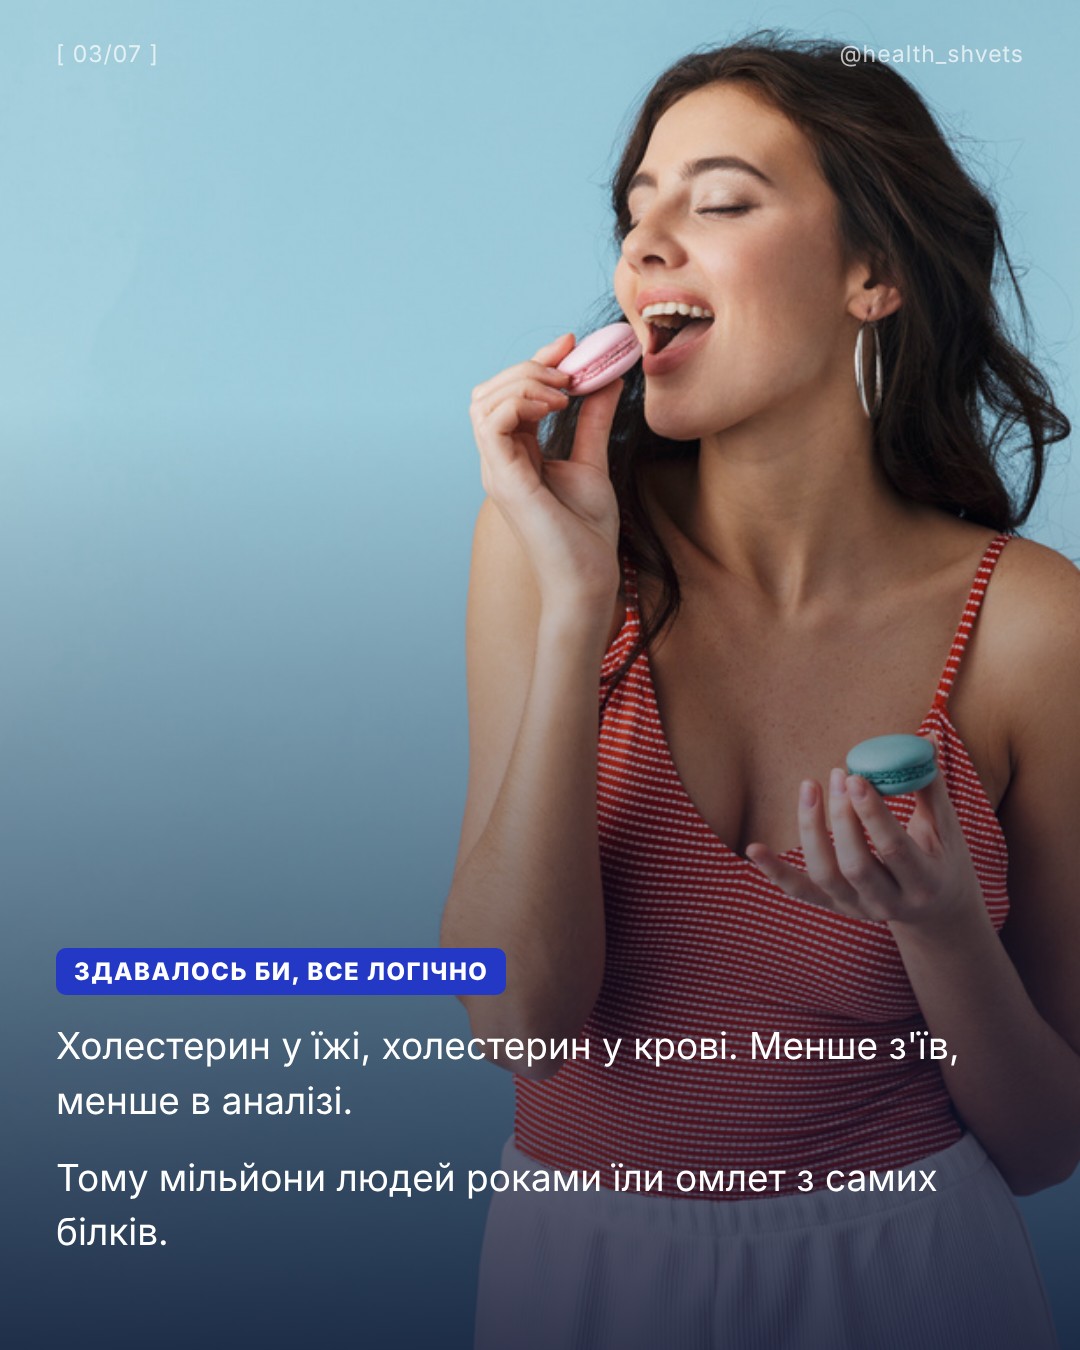 [ 03/07 ]
@health_shvets
ЗДАВАЛОСЬ БИ, ВСЕ ЛОГІЧНО
Холестерин у їжі, холестерин у крові. Менше з'їв,
менше в аналізі.
Тому мільйони людей роками їли омлет з самих
білків.